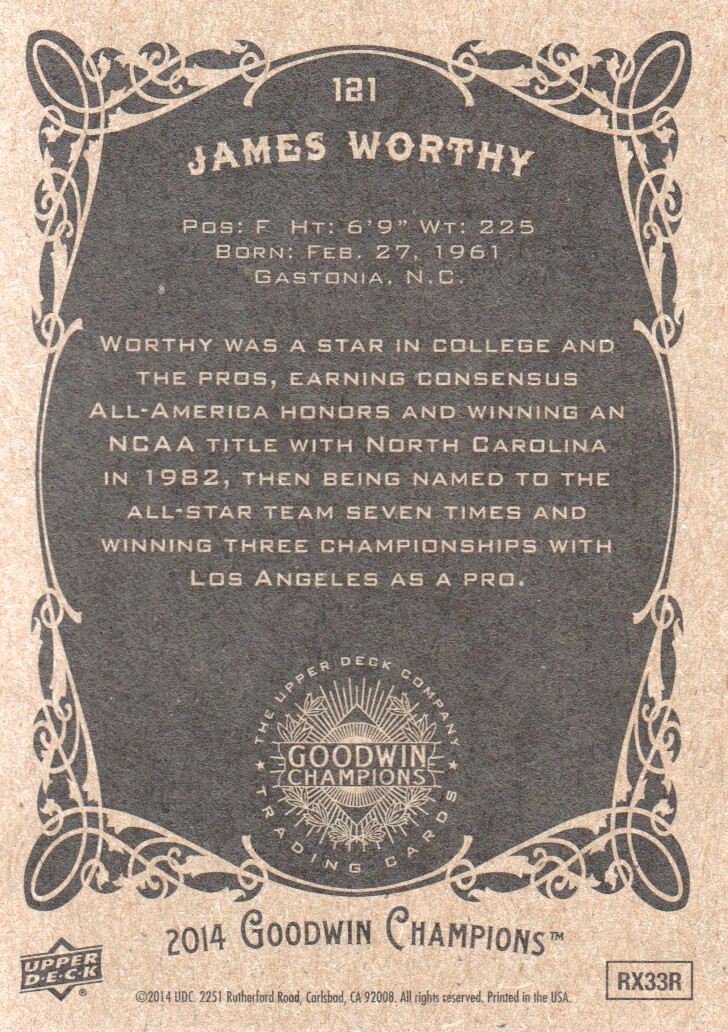 121
JAMES WORTHY
POS: F HT: 6'9" WT: 225
BORN: FEB. 27, 1961
GASTONIA, N.C.
WORTHY WAS A STAR IN COLLEGE AND
THE PROS, EARNING CONSENSUS
ALL-AMERICA HONORS AND WINNING AN
NCAA TITLE WITH NORTH CAROLINA
IN 1982, THEN BEING NAMED TO THE
ALL-STAR TEAM SEVEN TIMES AND
WINNING THREE CHAMPIONSHIPS WITH
LOS ANGELES AS A PRO.
THE UPPER DECK COMPANY
GOODWIN
CHAMPIONS
★ TRADING CARDS ★
2014 GOODWIN CHAMPIONS™
UPPER
D·E·C·K®
©2014 UDC. 2251 Rutherford Road, Carlsbad, CA 92008. All rights reserved. Printed in the USA.
RX33R